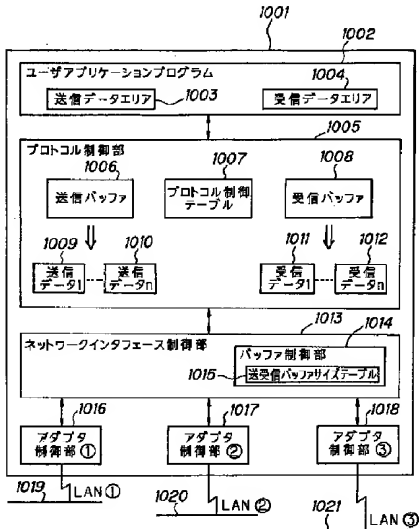 1001
1002
ユーザアプリケーションプログラム
1004
送信データエリア
1003
受信データエリア
1005
プロトコル制御部
1006
1007
1008
送信バッファ
プロトコル制御
テーブル
受信バッファ
1009
1010
1011
1012
送信
データ1
送信
データn
受信
データ1
受信
データn
1013
ネットワークインタフェース制御部
1014
バッファ制御部
1015
送受信バッファサイズテーブル
1016
1017
1018
アダプタ
制御部①
アダプタ
制御部②
アダプタ
制御部③
1019
LAN①
1020
LAN②
1021
LAN③